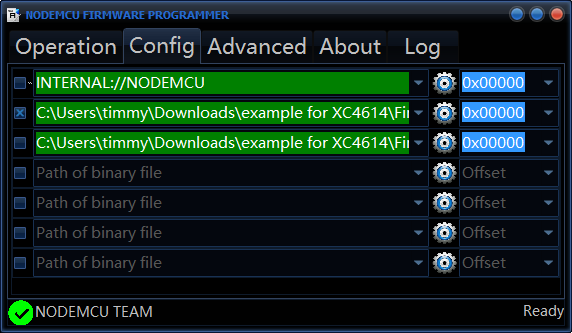 NODEMCU FIRMWARE PROGRAMMER
Operation Config Advanced About Log
INTERNAL://NODEMCU 0x00000
C:\Users\timmy\Downloads\example for XC4614\Fir 0x00000
C:\Users\timmy\Downloads\example for XC4614\Fir 0x00000
Path of binary file Offset
Path of binary file Offset
Path of binary file Offset
Path of binary file Offset
NODEMCU TEAM Ready